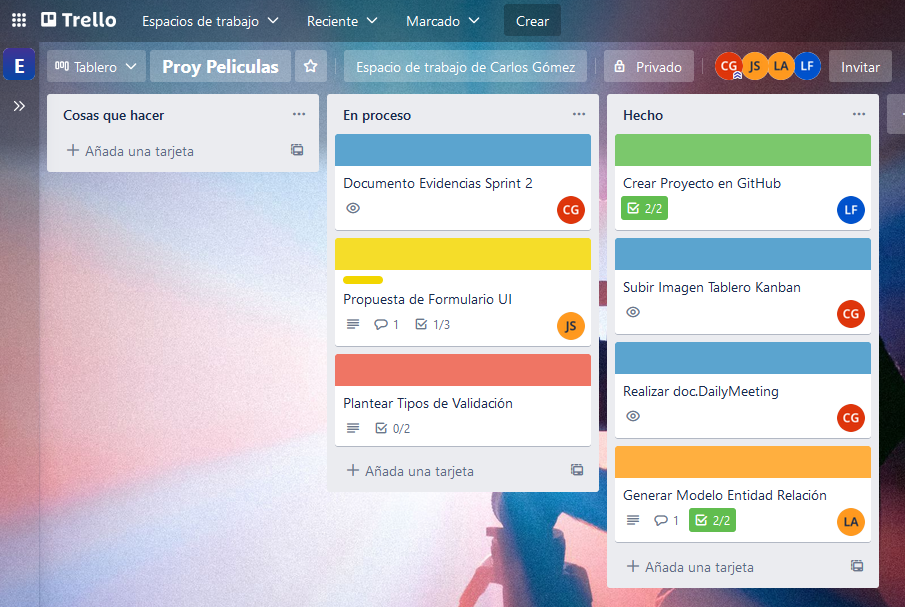 Trello
Espacios de trabajo
Reciente
Marcado
Crear
E
Tablero
Proy Peliculas
Espacio de trabajo de Carlos Gómez
Privado
CG
JS
LA
LF
Invitar
Cosas que hacer
Añada una tarjeta
En proceso
Documento Evidencias Sprint 2
CG
Propuesta de Formulario UI
1
1/3
JS
Plantear Tipos de Validación
0/2
Añada una tarjeta
Hecho
Crear Proyecto en GitHub
2/2
LF
Subir Imagen Tablero Kanban
CG
Realizar doc.DailyMeeting
CG
Generar Modelo Entidad Relación
1
2/2
LA
Añada una tarjeta